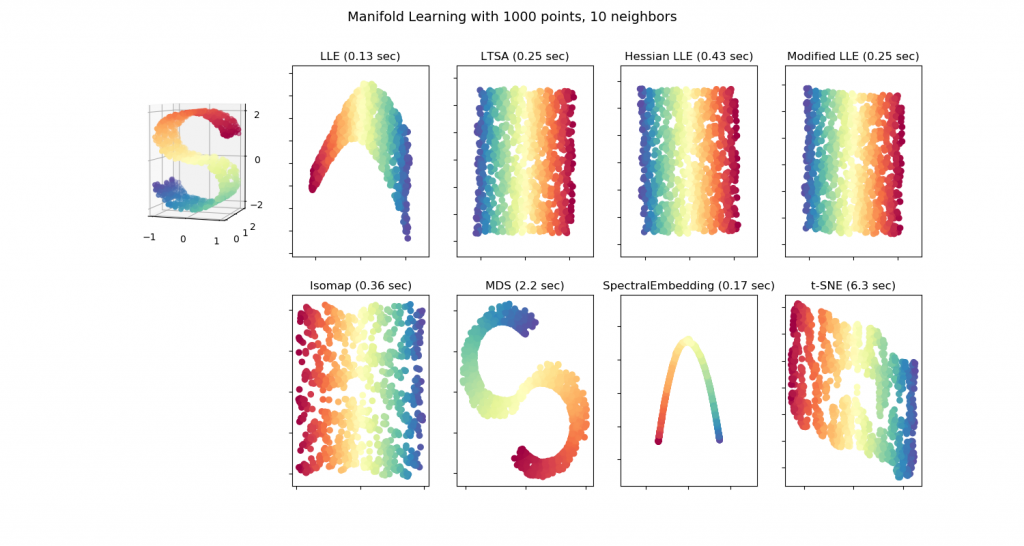 Manifold Learning with 1000 points, 10 neighbors
LLE (0.13 sec)
LTSA (0.25 sec)
Hessian LLE (0.43 sec)
Modified LLE (0.25 sec)
2
0
−2
−1 0 1 0 1 2
Isomap (0.36 sec)
MDS (2.2 sec)
SpectralEmbedding (0.17 sec)
t-SNE (6.3 sec)